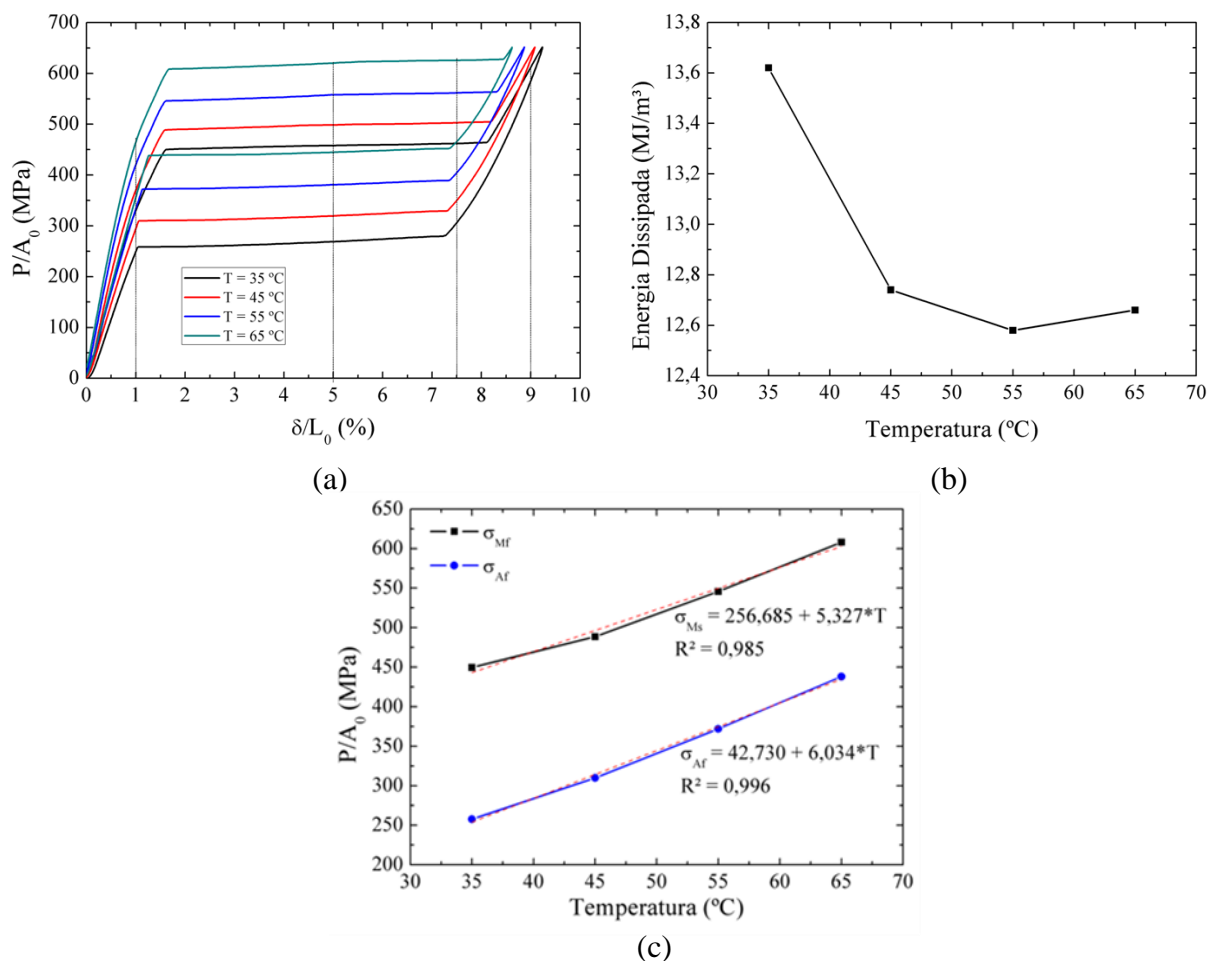 700
600
500
400
300
200
100
0
P/A₀ (MPa)
T = 35 ºC
T = 45 ºC
T = 55 ºC
T = 65 ºC
0 1 2 3 4 5 6 7 8 9 10
δ/L₀ (%)
(a)
13,8
13,6
13,4
13,2
13,0
12,8
12,6
12,4
Energia Dissipada (MJ/m³)
30 35 40 45 50 55 60 65 70
Temperatura (ºC)
(b)
650
600
550
500
450
400
350
300
250
200
P/A₀ (MPa)
σMf
σAf
σMs = 256,685 + 5,327*T
R² = 0,985
σAf = 42,730 + 6,034*T
R² = 0,996
30 35 40 45 50 55 60 65 70
Temperatura (ºC)
(c)